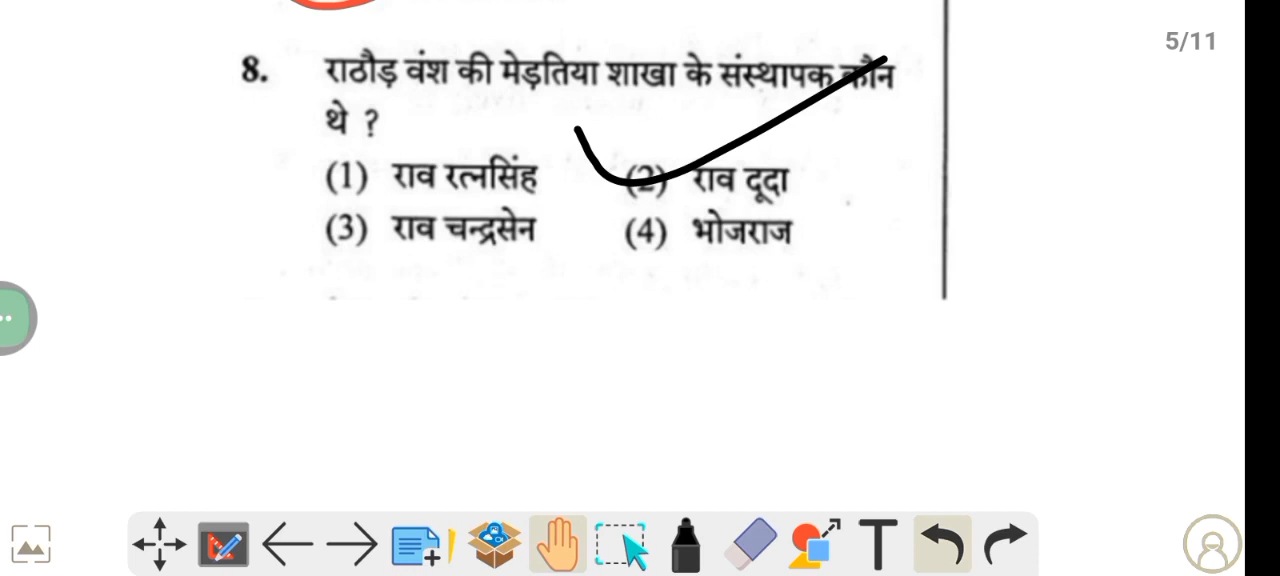 5/11
8. राठौड़ वंश की मेड़तिया शाखा के संस्थापक कौन
थे ?
(1) राव रत्नसिंह (2) राव दूदा
(3) राव चन्द्रसेन (4) भोजराज
T